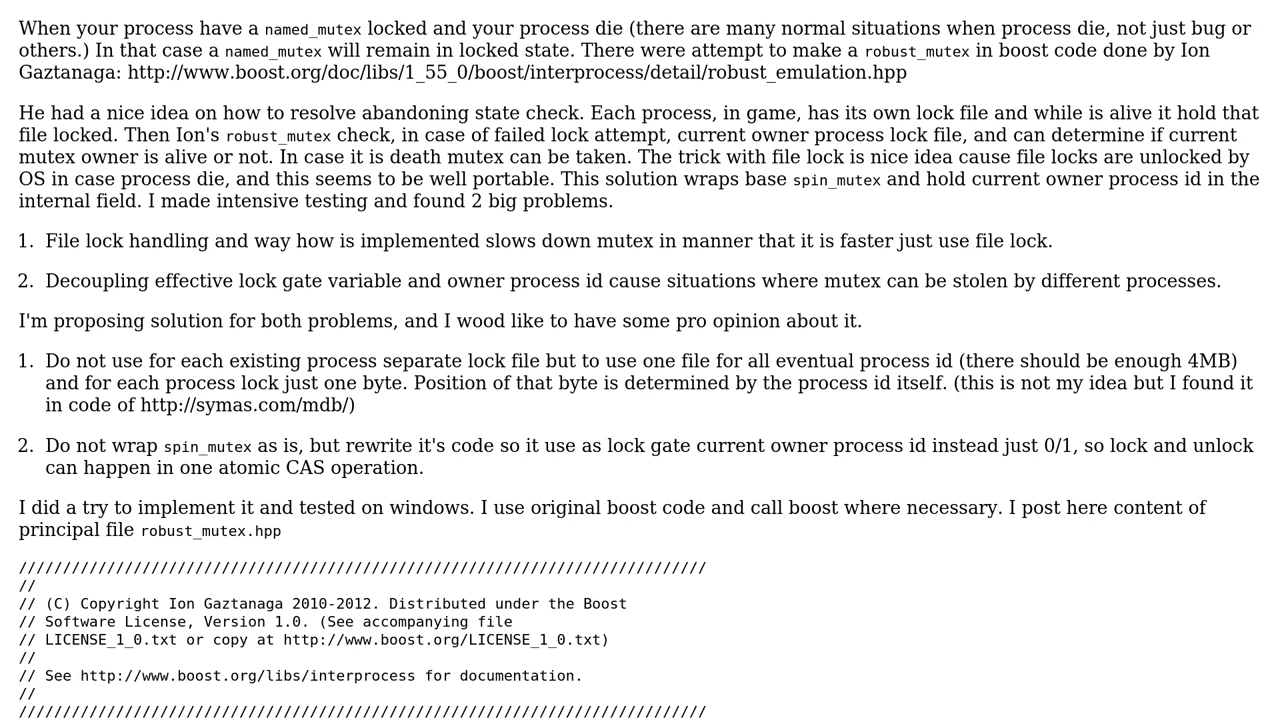 When your process have a named_mutex locked and your process die (there are many normal situations when process die, not just bug or
others.) In that case a named_mutex will remain in locked state. There were attempt to make a robust_mutex in boost code done by Ion
Gaztanaga: http://www.boost.org/doc/libs/1_55_0/boost/interprocess/detail/robust_emulation.hpp
He had a nice idea on how to resolve abandoning state check. Each process, in game, has its own lock file and while is alive it hold that
file locked. Then Ion's robust_mutex check, in case of failed lock attempt, current owner process lock file, and can determine if current
mutex owner is alive or not. In case it is death mutex can be taken. The trick with file lock is nice idea cause file locks are unlocked by
OS in case process die, and this seems to be well portable. This solution wraps base spin_mutex and hold current owner process id in the
internal field. I made intensive testing and found 2 big problems.
1. File lock handling and way how is implemented slows down mutex in manner that it is faster just use file lock.
2. Decoupling effective lock gate variable and owner process id cause situations where mutex can be stolen by different processes.
I'm proposing solution for both problems, and I wood like to have some pro opinion about it.
1. Do not use for each existing process separate lock file but to use one file for all eventual process id (there should be enough 4MB)
and for each process lock just one byte. Position of that byte is determined by the process id itself. (this is not my idea but I found it
in code of http://symas.com/mdb/)
2. Do not wrap spin_mutex as is, but rewrite it's code so it use as lock gate current owner process id instead just 0/1, so lock and unlock
can happen in one atomic CAS operation.
I did a try to implement it and tested on windows. I use original boost code and call boost where necessary. I post here content of
principal file robust_mutex.hpp
//////////////////////////////////////////////////////////////////////////////
//
// (C) Copyright Ion Gaztanaga 2010-2012. Distributed under the Boost
// Software License, Version 1.0. (See accompanying file
// LICENSE_1_0.txt or copy at http://www.boost.org/LICENSE_1_0.txt)
//
// See http://www.boost.org/libs/interprocess for documentation.
//
//////////////////////////////////////////////////////////////////////////////